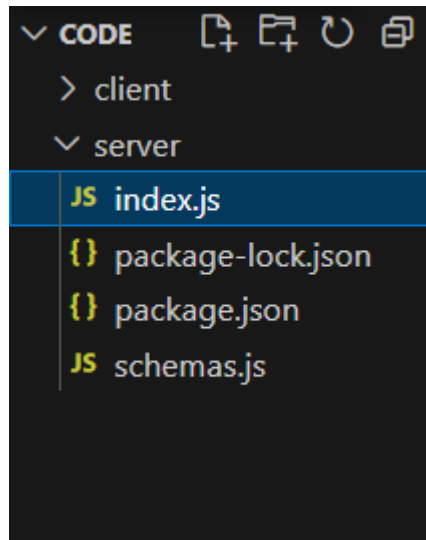 CODE
client
server
JS index.js
{} package-lock.json
{} package.json
JS schemas.js